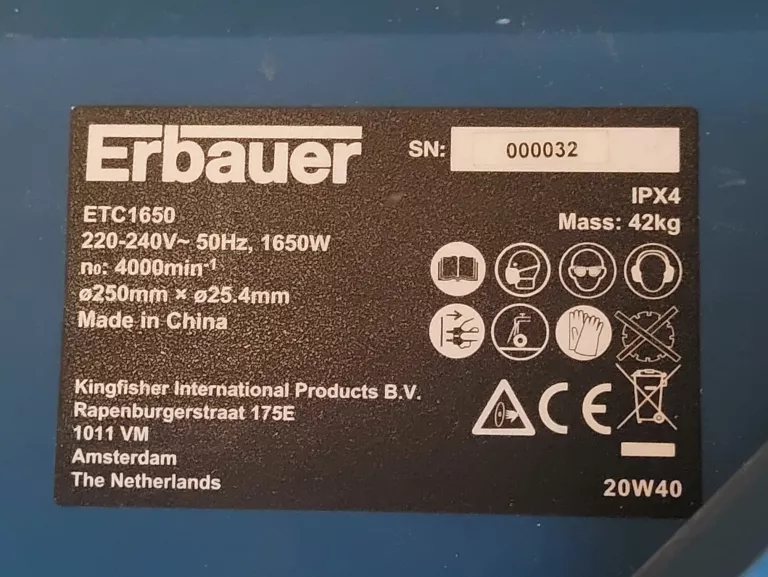 Erbauer
SN: 000032
IPX4
Mass: 42kg
ETC1650
220-240V~ 50Hz, 1650W
n₀: 4000min⁻¹
ø250mm × ø25.4mm
Made in China
Kingfisher International Products B.V.
Rapenburgerstraat 175E
1011 VM
Amsterdam
The Netherlands
CE
20W40